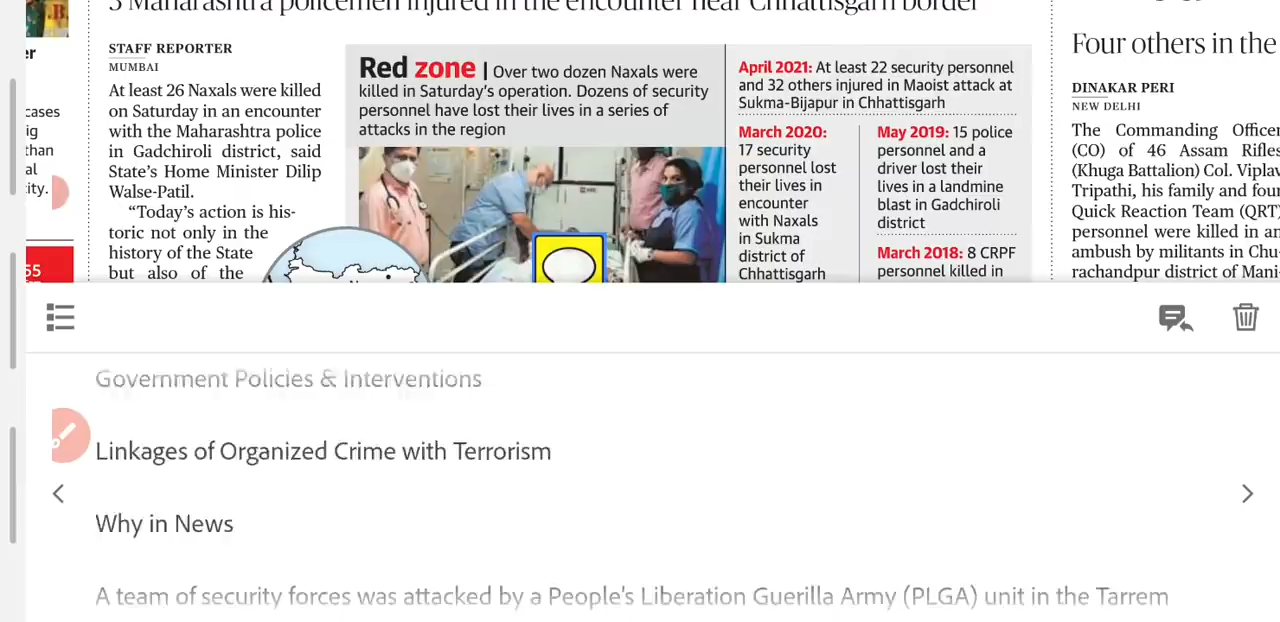 3 Maharashtra policemen injured in the encounter near Chhattisgarh border
er
cases
ig
than
al
city.
55
STAFF REPORTER
MUMBAI
At least 26 Naxals were killed
on Saturday in an encounter
with the Maharashtra police
in Gadchiroli district, said
State's Home Minister Dilip
Walse-Patil.
"Today's action is his-
toric not only in the
history of the State
but also of the
Red zone | Over two dozen Naxals were
killed in Saturday's operation. Dozens of security
personnel have lost their lives in a series of
attacks in the region
April 2021: At least 22 security personnel
and 32 others injured in Maoist attack at
Sukma-Bijapur in Chhattisgarh
March 2020:
17 security
personnel lost
their lives in
encounter
with Naxals
in Sukma
district of
Chhattisgarh
May 2019: 15 police
personnel and a
driver lost their
lives in a landmine
blast in Gadchiroli
district
March 2018: 8 CRPF
personnel killed in
Four others in the
DINAKAR PERI
NEW DELHI
The Commanding Officer
(CO) of 46 Assam Rifles
(Khuga Battalion) Col. Viplav
Tripathi, his family and four
Quick Reaction Team (QRT)
personnel were killed in an
ambush by militants in Chu-
rachandpur district of Mani-
Government Policies & Interventions
Linkages of Organized Crime with Terrorism
Why in News
A team of security forces was attacked by a People's Liberation Guerilla Army (PLGA) unit in the Tarrem